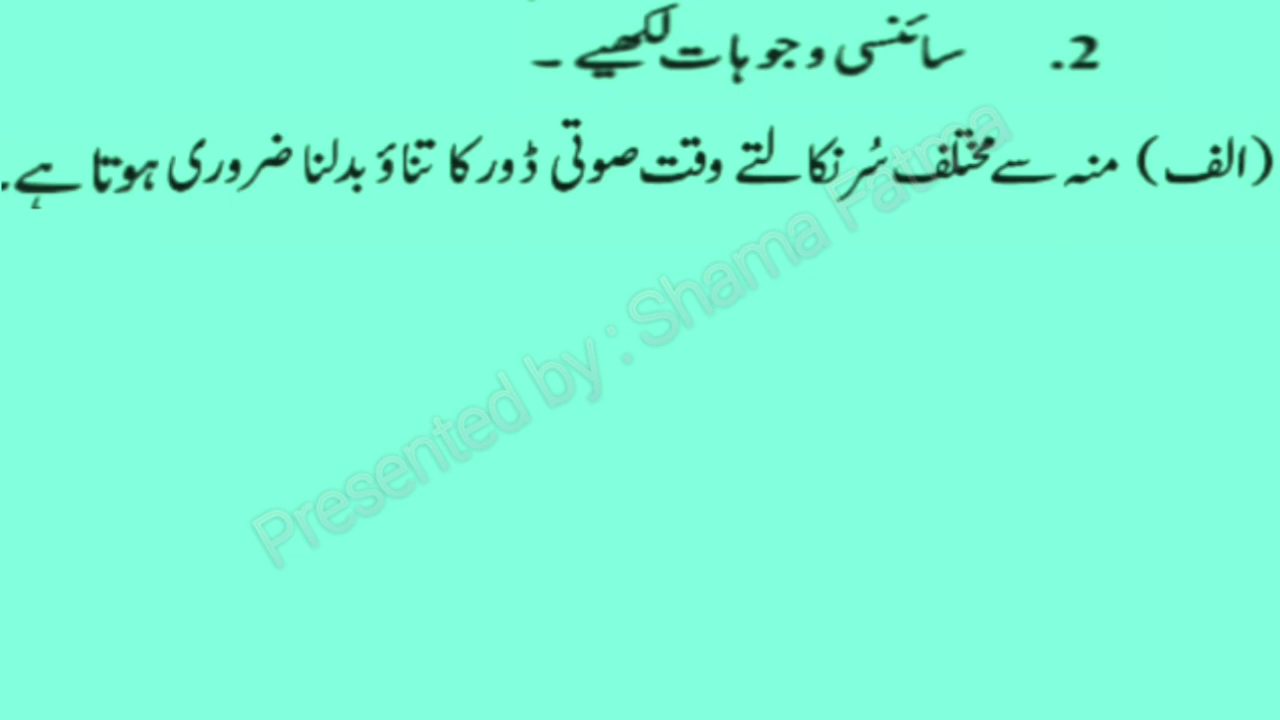 2. سائنسی وجوہات لکھیے ۔
(الف) منہ سے مختلف سُر نکالتے وقت صوتی ڈور کا تناؤ بدلنا ضروری ہوتا ہے.
Presented by : Shama Fatma